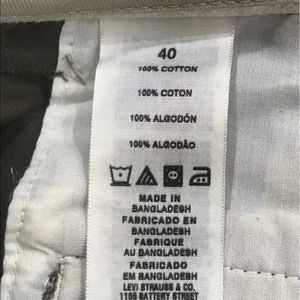 40
100% COTTON
100% COTON
100% ALGODÓN
100% ALGODÃO
MADE IN
BANGLADESH
FABRICADO EN
BANGLADESH
FABRIQUE
AU BANGLADESH
FABRICADO
EM BANGLADESH
LEVI STRAUSS & CO.
1155 BATTERY STREET